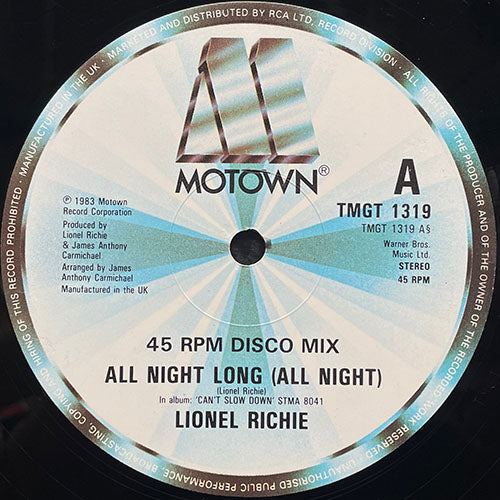 MANUFACTURED IN THE UK · MARKETED AND DISTRIBUTED BY RCA LTD. RECORD DIVISION · ALL RIGHTS OF THE PRODUCER AND OF THE OWNER OF THE RECORDED WORK RESERVED · UNAUTHORISED PUBLIC PERFORMANCE, BROADCASTING, COPYING AND HIRING OF THIS RECORD PROHIBITED ·
M
MOTOWN®
A
TMGT 1319
TMGT 1319 A§
Warner Bros.
Music Ltd.
STEREO
45 RPM
℗ 1983 Motown
Record Corporation
Produced by
Lionel Richie
& James Anthony
Carmichael
Arranged by James
Anthony Carmichael
Manufactured in the UK
45 RPM DISCO MIX
ALL NIGHT LONG (ALL NIGHT)
(Lionel Richie)
In album: 'CAN'T SLOW DOWN' STMA 8041
LIONEL RICHIE